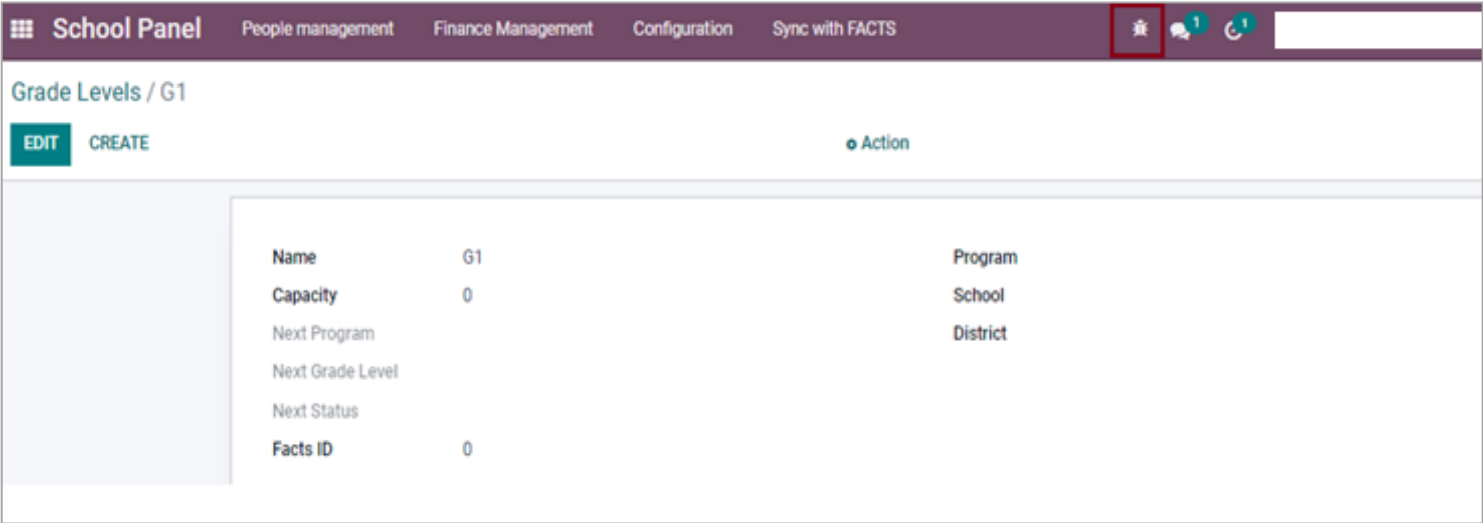 School Panel People management Finance Management Configuration Sync with FACTS 1 1
Grade Levels / G1
EDIT CREATE Action
Name G1 Program
Capacity 0 School
Next Program District
Next Grade Level
Next Status
Facts ID 0